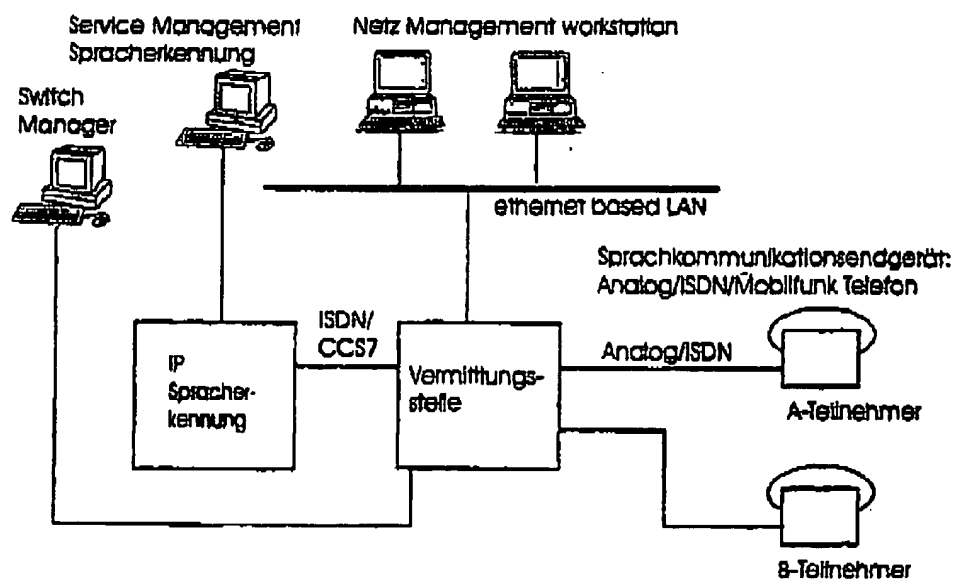 Service Management
Spracherkennung
Netz Management workstation
Switch
Manager
ethernet based LAN
Sprachkommunikationsendgerät:
Analog/ISDN/Mobilfunk Telefon
ISDN/
CCS7
Analog/ISDN
IP
Spracher-
kennung
Vermittlungs-
stelle
A-Teilnehmer
B-Teilnehmer